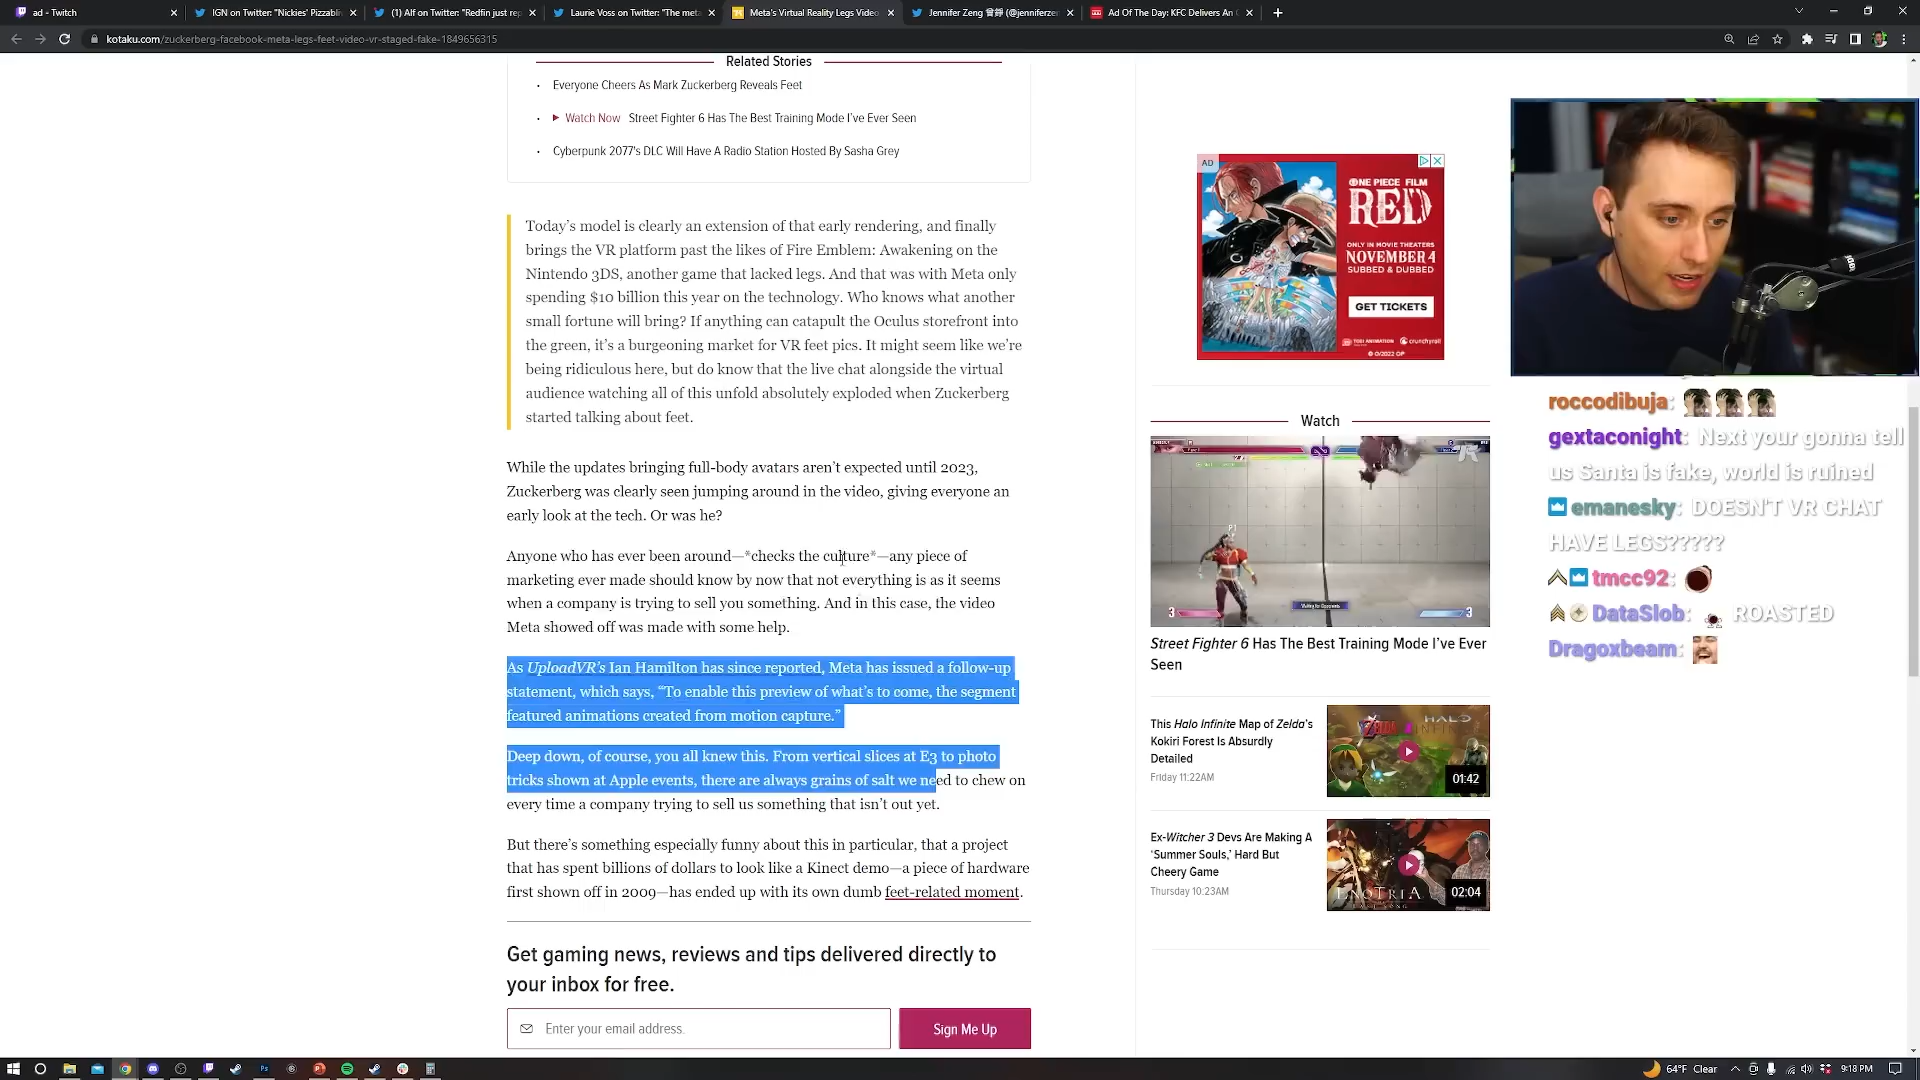 ad - Twitch
IGN on Twitter: "Nickies' Pizzabli
(1) Alf on Twitter: "Redfin just rep
Laurie Voss on Twitter: "The meta
Meta's Virtual Reality Legs Video
Jennifer Zeng 曾錚 (@jenniferzen
Ad Of The Day: KFC Delivers An
kotaku.com/zuckerberg-facebook-meta-legs-feet-video-vr-staged-fake-1849656315
Related Stories
Everyone Cheers As Mark Zuckerberg Reveals Feet
Watch Now Street Fighter 6 Has The Best Training Mode I've Ever Seen
Cyberpunk 2077's DLC Will Have A Radio Station Hosted By Sasha Grey
Today's model is clearly an extension of that early rendering, and finally
brings the VR platform past the likes of Fire Emblem: Awakening on the
Nintendo 3DS, another game that lacked legs. And that was with Meta only
spending $10 billion this year on the technology. Who knows what another
small fortune will bring? If anything can catapult the Oculus storefront into
the green, it's a burgeoning market for VR feet pics. It might seem like we're
being ridiculous here, but do know that the live chat alongside the virtual
audience watching all of this unfold absolutely exploded when Zuckerberg
started talking about feet.
While the updates bringing full-body avatars aren't expected until 2023,
Zuckerberg was clearly seen jumping around in the video, giving everyone an
early look at the tech. Or was he?
Anyone who has ever been around—*checks the culture*—any piece of
marketing ever made should know by now that not everything is as it seems
when a company is trying to sell you something. And in this case, the video
Meta showed off was made with some help.
As UploadVR's Ian Hamilton has since reported, Meta has issued a follow-up
statement, which says, “To enable this preview of what's to come, the segment
featured animations created from motion capture.”
Deep down, of course, you all knew this. From vertical slices at E3 to photo
tricks shown at Apple events, there are always grains of salt we need to chew on
every time a company trying to sell us something that isn't out yet.
But there's something especially funny about this in particular, that a project
that has spent billions of dollars to look like a Kinect demo—a piece of hardware
first shown off in 2009—has ended up with its own dumb feet-related moment.
Get gaming news, reviews and tips delivered directly to
your inbox for free.
Enter your email address.
Sign Me Up
AD
ONE PIECE FILM
RED
ONLY IN MOVIE THEATERS
NOVEMBER 4
SUBBED & DUBBED
GET TICKETS
TOEI ANIMATION
crunchyroll
Watch
P1
3
3
Street Fighter 6 Has The Best Training Mode I've Ever
Seen
This Halo Infinite Map of Zelda's
Kokiri Forest Is Absurdly
Detailed
Friday 11:22AM
HALO
01:42
Ex-Witcher 3 Devs Are Making A
'Summer Souls,' Hard But
Cheery Game
Thursday 10:23AM
ENOTRIA
02:04
roccodibuja:
gextaconight: Next your gonna tell
us Santa is fake, world is ruined
emanesky: DOESN'T VR CHAT
HAVE LEGS?????
tmcc92:
DataSlob: ROASTED
Dragoxbeam:
64°F Clear
9:18 PM